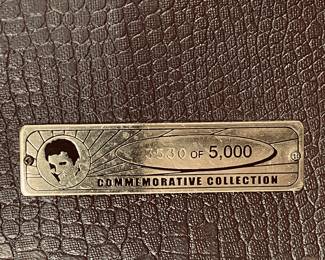 3530 OF 5,000
COMMEMORATIVE COLLECTION